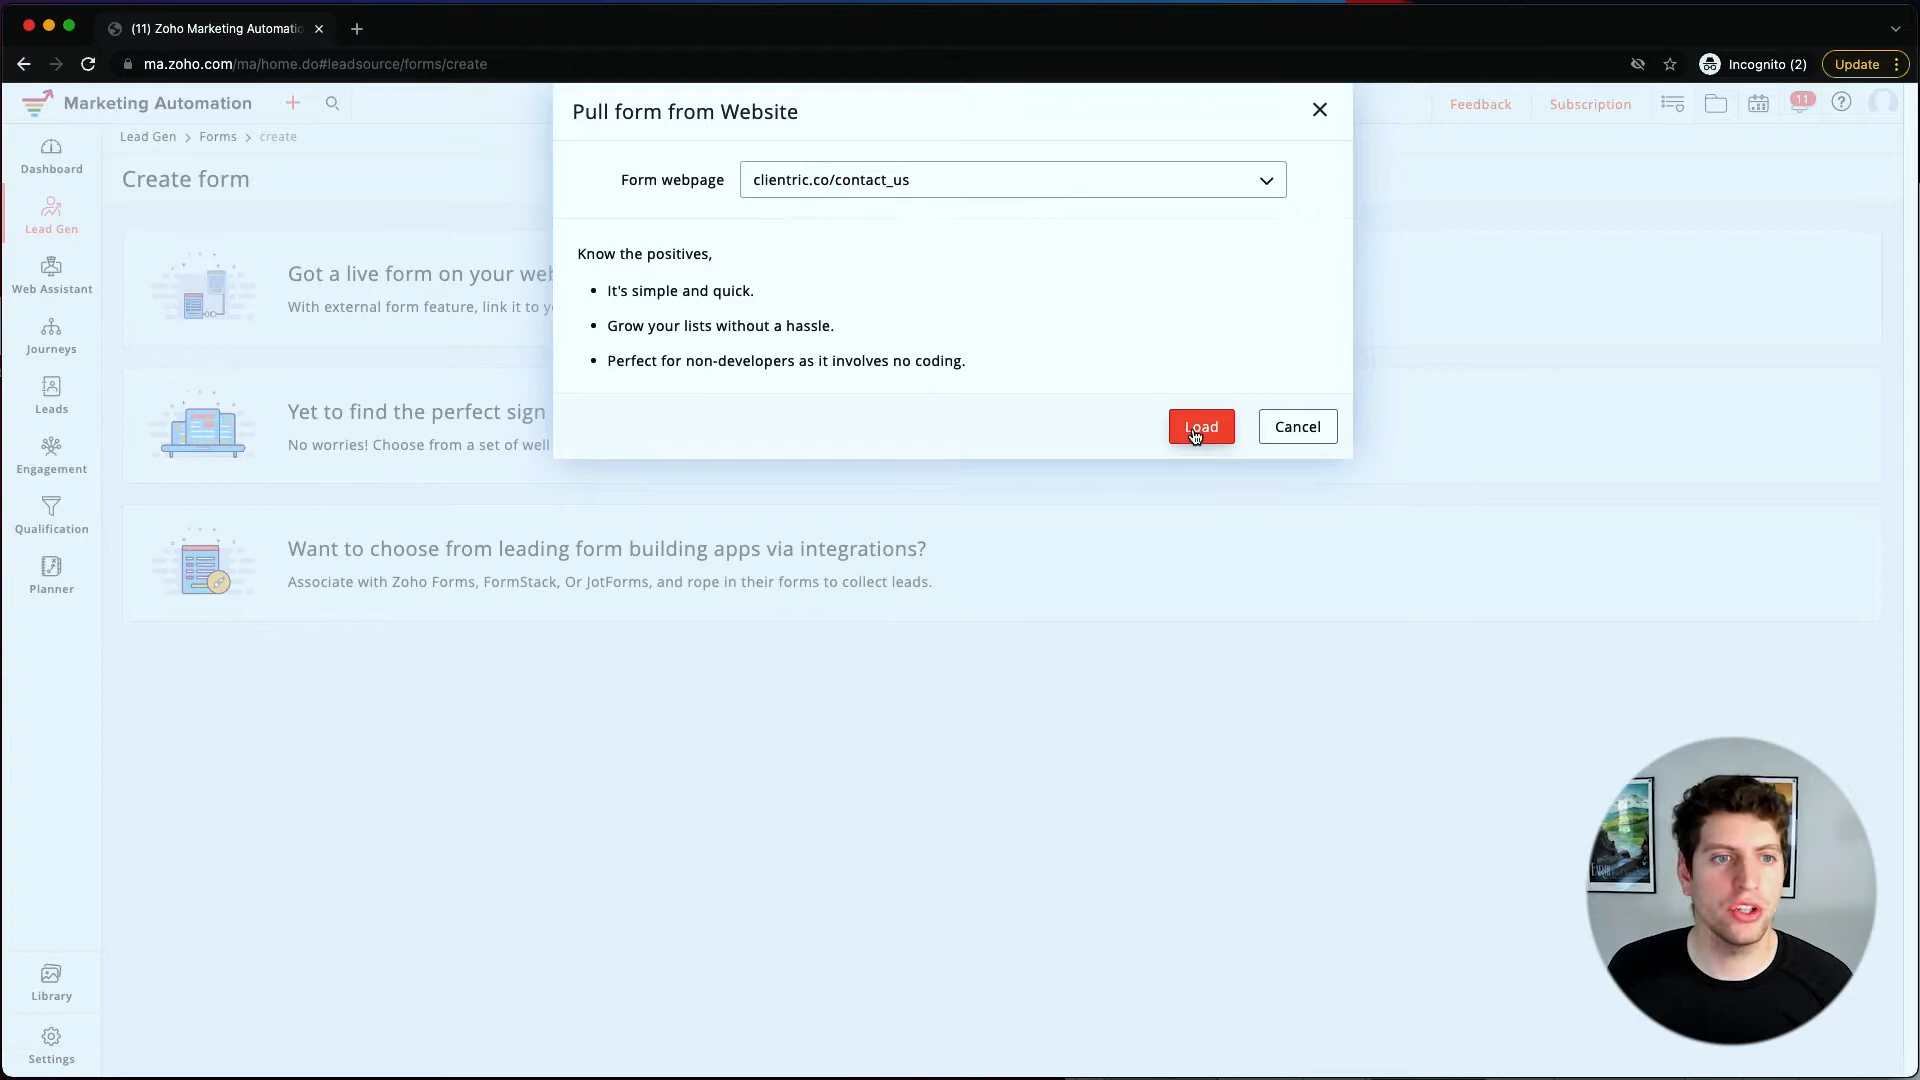 (11) Zoho Marketing Automatio
ma.zoho.com/ma/home.do#leadsource/forms/create
Incognito (2)
Update
Marketing Automation
Feedback
Subscription
11
Pull form from Website
Lead Gen > Forms > create
Create form
Form webpage
clientric.co/contact_us
Know the positives,
• It's simple and quick.
• Grow your lists without a hassle.
• Perfect for non-developers as it involves no coding.
Load
Cancel
Got a live form on your web
With external form feature, link it to y
Yet to find the perfect sign
No worries! Choose from a set of well
Want to choose from leading form building apps via integrations?
Associate with Zoho Forms, FormStack, Or JotForms, and rope in their forms to collect leads.
Dashboard
Lead Gen
Web Assistant
Journeys
Leads
Engagement
Qualification
Planner
Library
Settings
EARTH